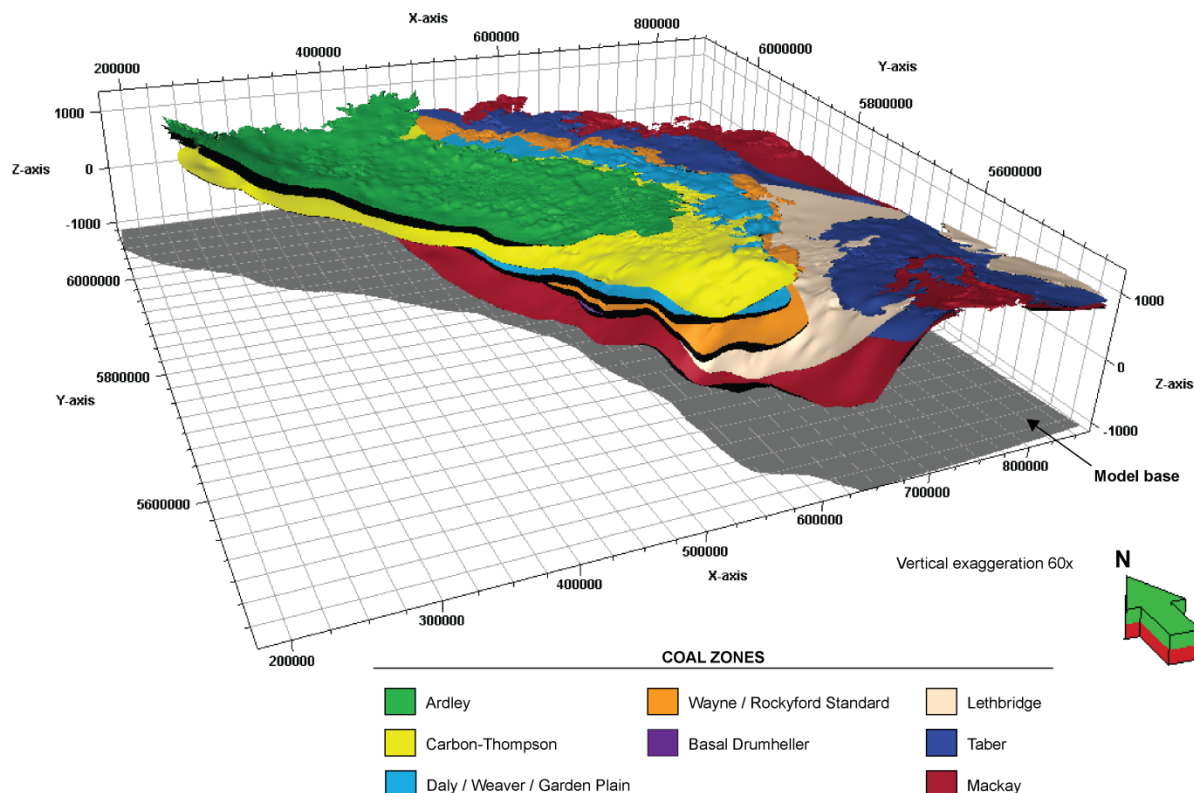 X-axis
200000
400000
600000
800000
6000000
Y-axis
5800000
5600000
1000
Z-axis
0
-1000
6000000
5800000
Y-axis
5600000
1000
0
Z-axis
-1000
Model base
800000
700000
600000
500000
X-axis
400000
300000
200000
Vertical exaggeration 60x
N
COAL ZONES
Ardley
Carbon-Thompson
Daly / Weaver / Garden Plain
Wayne / Rockyford Standard
Basal Drumheller
Lethbridge
Taber
Mackay